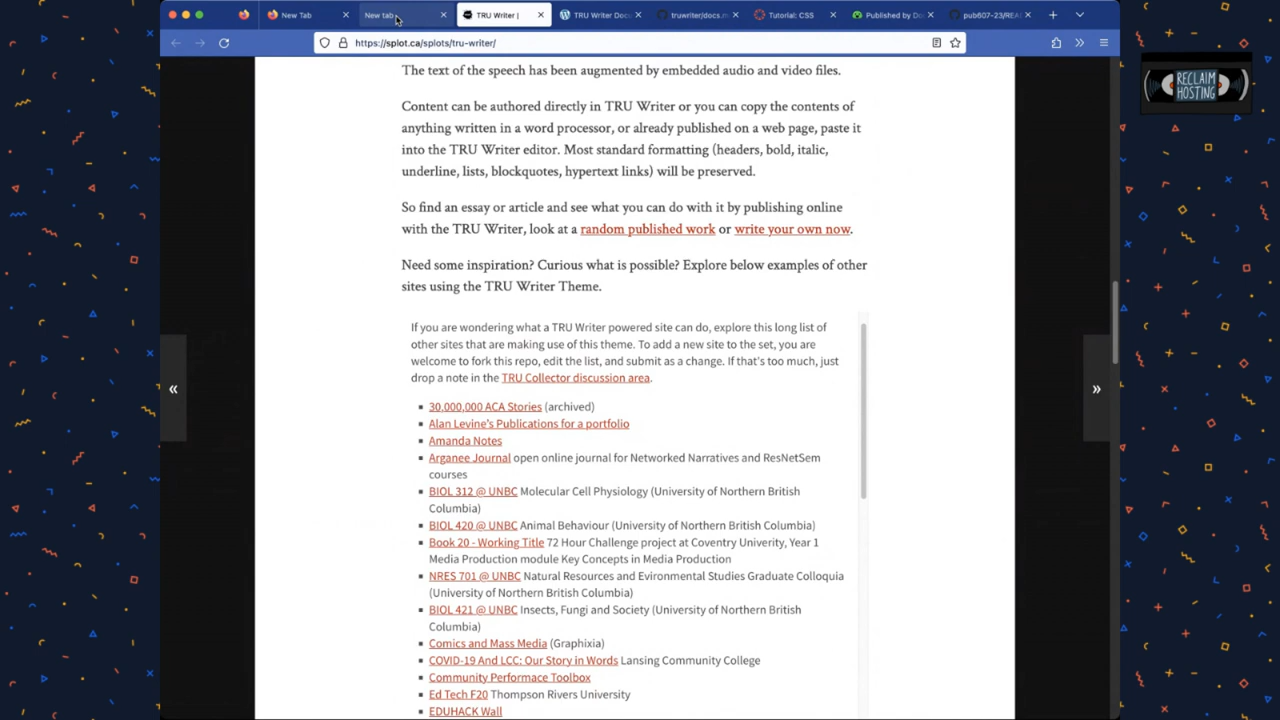 New Tab
New tab
TRU Writer |
TRU Writer Doc
truwriter/docs.m
Tutorial: CSS
Published by Do
pub607-23/REA
https://splot.ca/splots/tru-writer/
RECLAIM
HOSTING
The text of the speech has been augmented by embedded audio and video files.
Content can be authored directly in TRU Writer or you can copy the contents of
anything written in a word processor, or already published on a web page, paste it
into the TRU Writer editor. Most standard formatting (headers, bold, italic,
underline, lists, blockquotes, hypertext links) will be preserved.
So find an essay or article and see what you can do with it by publishing online
with the TRU Writer, look at a random published work or write your own now.
Need some inspiration? Curious what is possible? Explore below examples of other
sites using the TRU Writer Theme.
If you are wondering what a TRU Writer powered site can do, explore this long list of
other sites that are making use of this theme. To add a new site to the set, you are
welcome to fork this repo, edit the list, and submit as a change. If that's too much, just
drop a note in the TRU Collector discussion area.
30,000,000 ACA Stories (archived)
Alan Levine's Publications for a portfolio
Amanda Notes
Arganee Journal open online journal for Networked Narratives and ResNetSem
courses
BIOL 312 @ UNBC Molecular Cell Physiology (University of Northern British
Columbia)
BIOL 420 @ UNBC Animal Behaviour (University of Northern British Columbia)
Book 20 - Working Title 72 Hour Challenge project at Coventry Univerity, Year 1
Media Production module Key Concepts in Media Production
NRES 701 @ UNBC Natural Resources and Evironmental Studies Graduate Colloquia
(University of Northern British Columbia)
BIOL 421 @ UNBC Insects, Fungi and Society (University of Northern British
Columbia)
Comics and Mass Media (Graphixia)
COVID-19 And LCC: Our Story in Words Lansing Community College
Community Performace Toolbox
Ed Tech F20 Thompson Rivers University
EDUHACK Wall